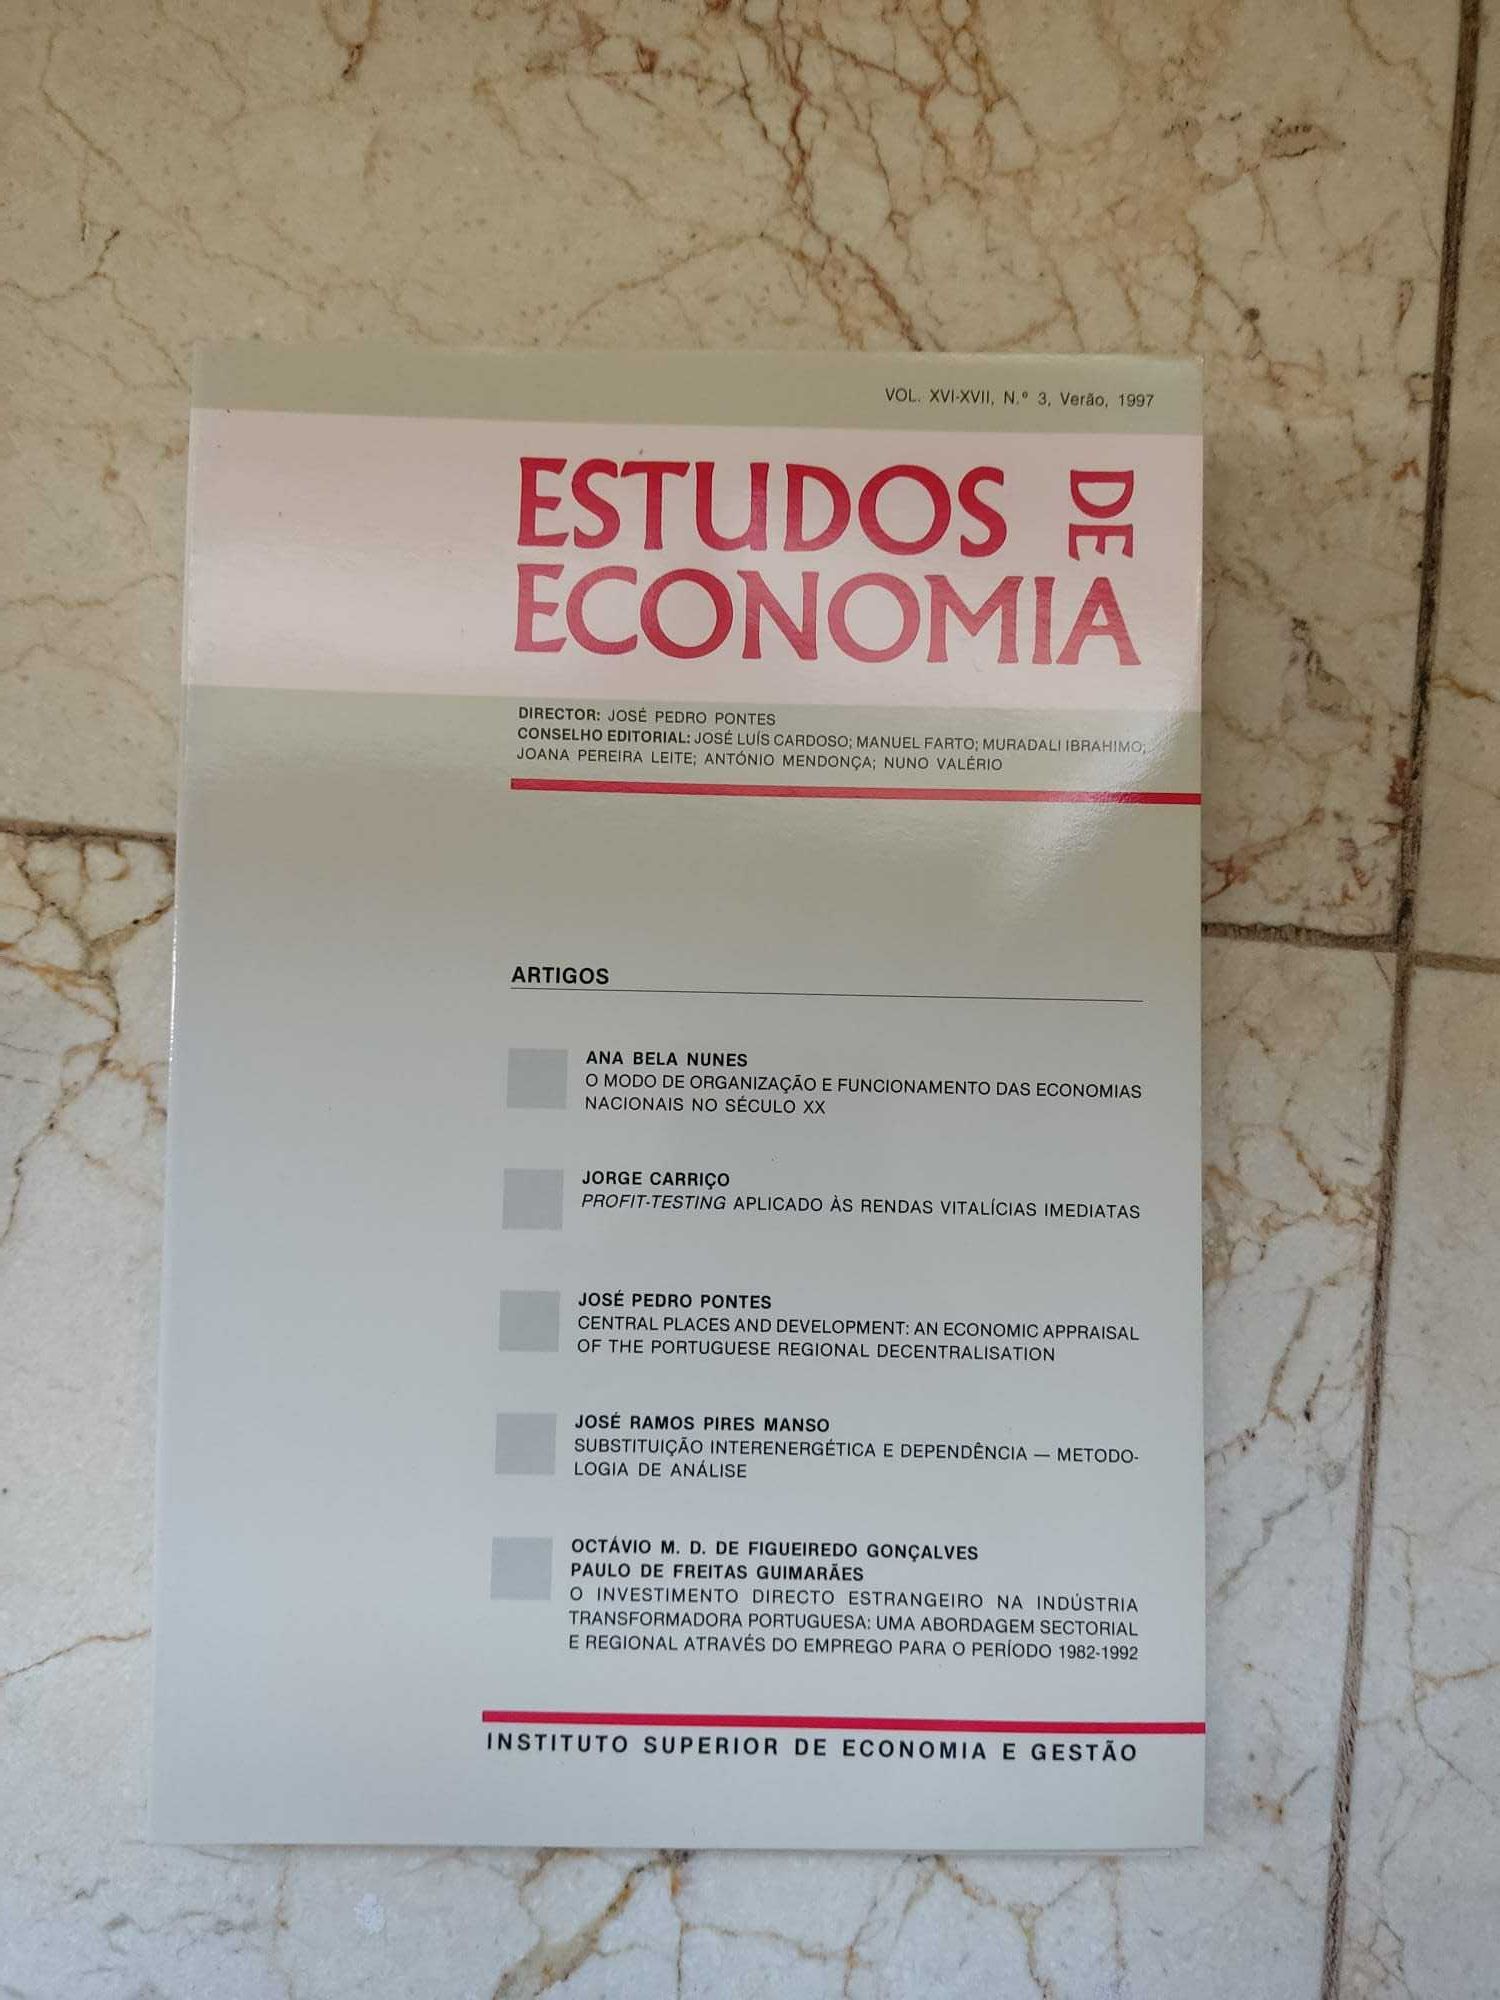 VOL. XVI-XVII, N.º 3, Verão, 1997
ESTUDOS DE
ECONOMIA
DIRECTOR: JOSÉ PEDRO PONTES
CONSELHO EDITORIAL: JOSÉ LUÍS CARDOSO; MANUEL FARTO; MURADALI IBRAHIMO;
JOANA PEREIRA LEITE; ANTÓNIO MENDONÇA; NUNO VALÉRIO
ARTIGOS
ANA BELA NUNES
O MODO DE ORGANIZAÇÃO E FUNCIONAMENTO DAS ECONOMIAS
NACIONAIS NO SÉCULO XX
JORGE CARRIÇO
PROFIT-TESTING APLICADO ÀS RENDAS VITALÍCIAS IMEDIATAS
JOSÉ PEDRO PONTES
CENTRAL PLACES AND DEVELOPMENT: AN ECONOMIC APPRAISAL
OF THE PORTUGUESE REGIONAL DECENTRALISATION
JOSÉ RAMOS PIRES MANSO
SUBSTITUIÇÃO INTERENERGÉTICA E DEPENDÊNCIA — METODO-
LOGIA DE ANÁLISE
OCTÁVIO M. D. DE FIGUEIREDO GONÇALVES
PAULO DE FREITAS GUIMARÃES
O INVESTIMENTO DIRECTO ESTRANGEIRO NA INDÚSTRIA
TRANSFORMADORA PORTUGUESA: UMA ABORDAGEM SECTORIAL
E REGIONAL ATRAVÉS DO EMPREGO PARA O PERÍODO 1982-1992
INSTITUTO SUPERIOR DE ECONOMIA E GESTÃO